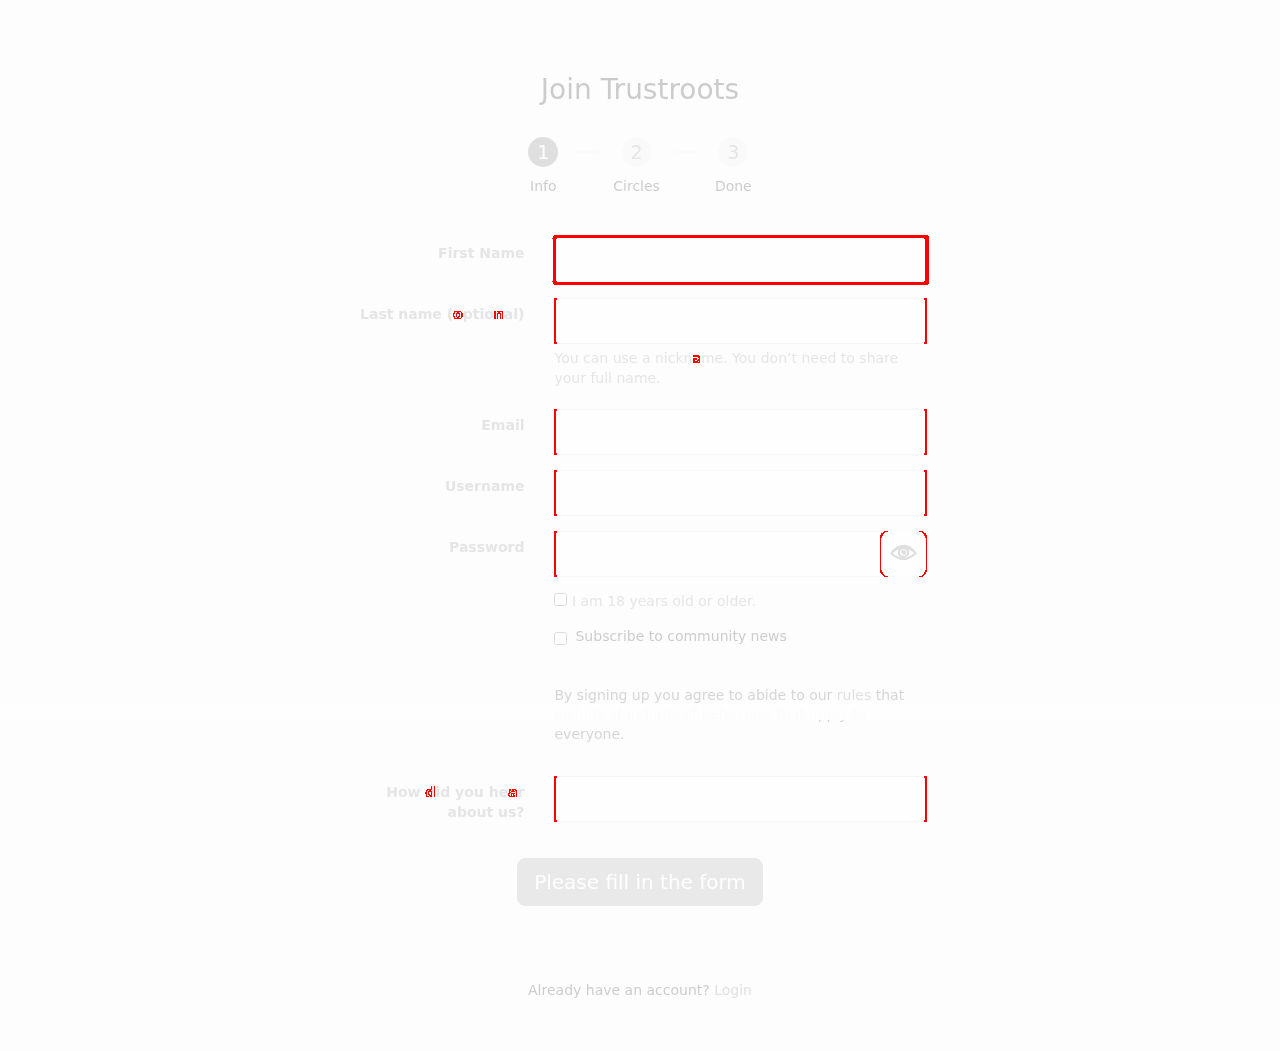 Join Trustroots
1 2 3
Info Circles Done
First Name
Last name (optional)
You can use a nickname. You don’t need to share
your full name.
Email
Username
Password
I am 18 years old or older.
Subscribe to community news
By signing up you agree to abide to our rules that
everyone.
How did you hear
about us?
Please fill in the form
Already have an account? Login